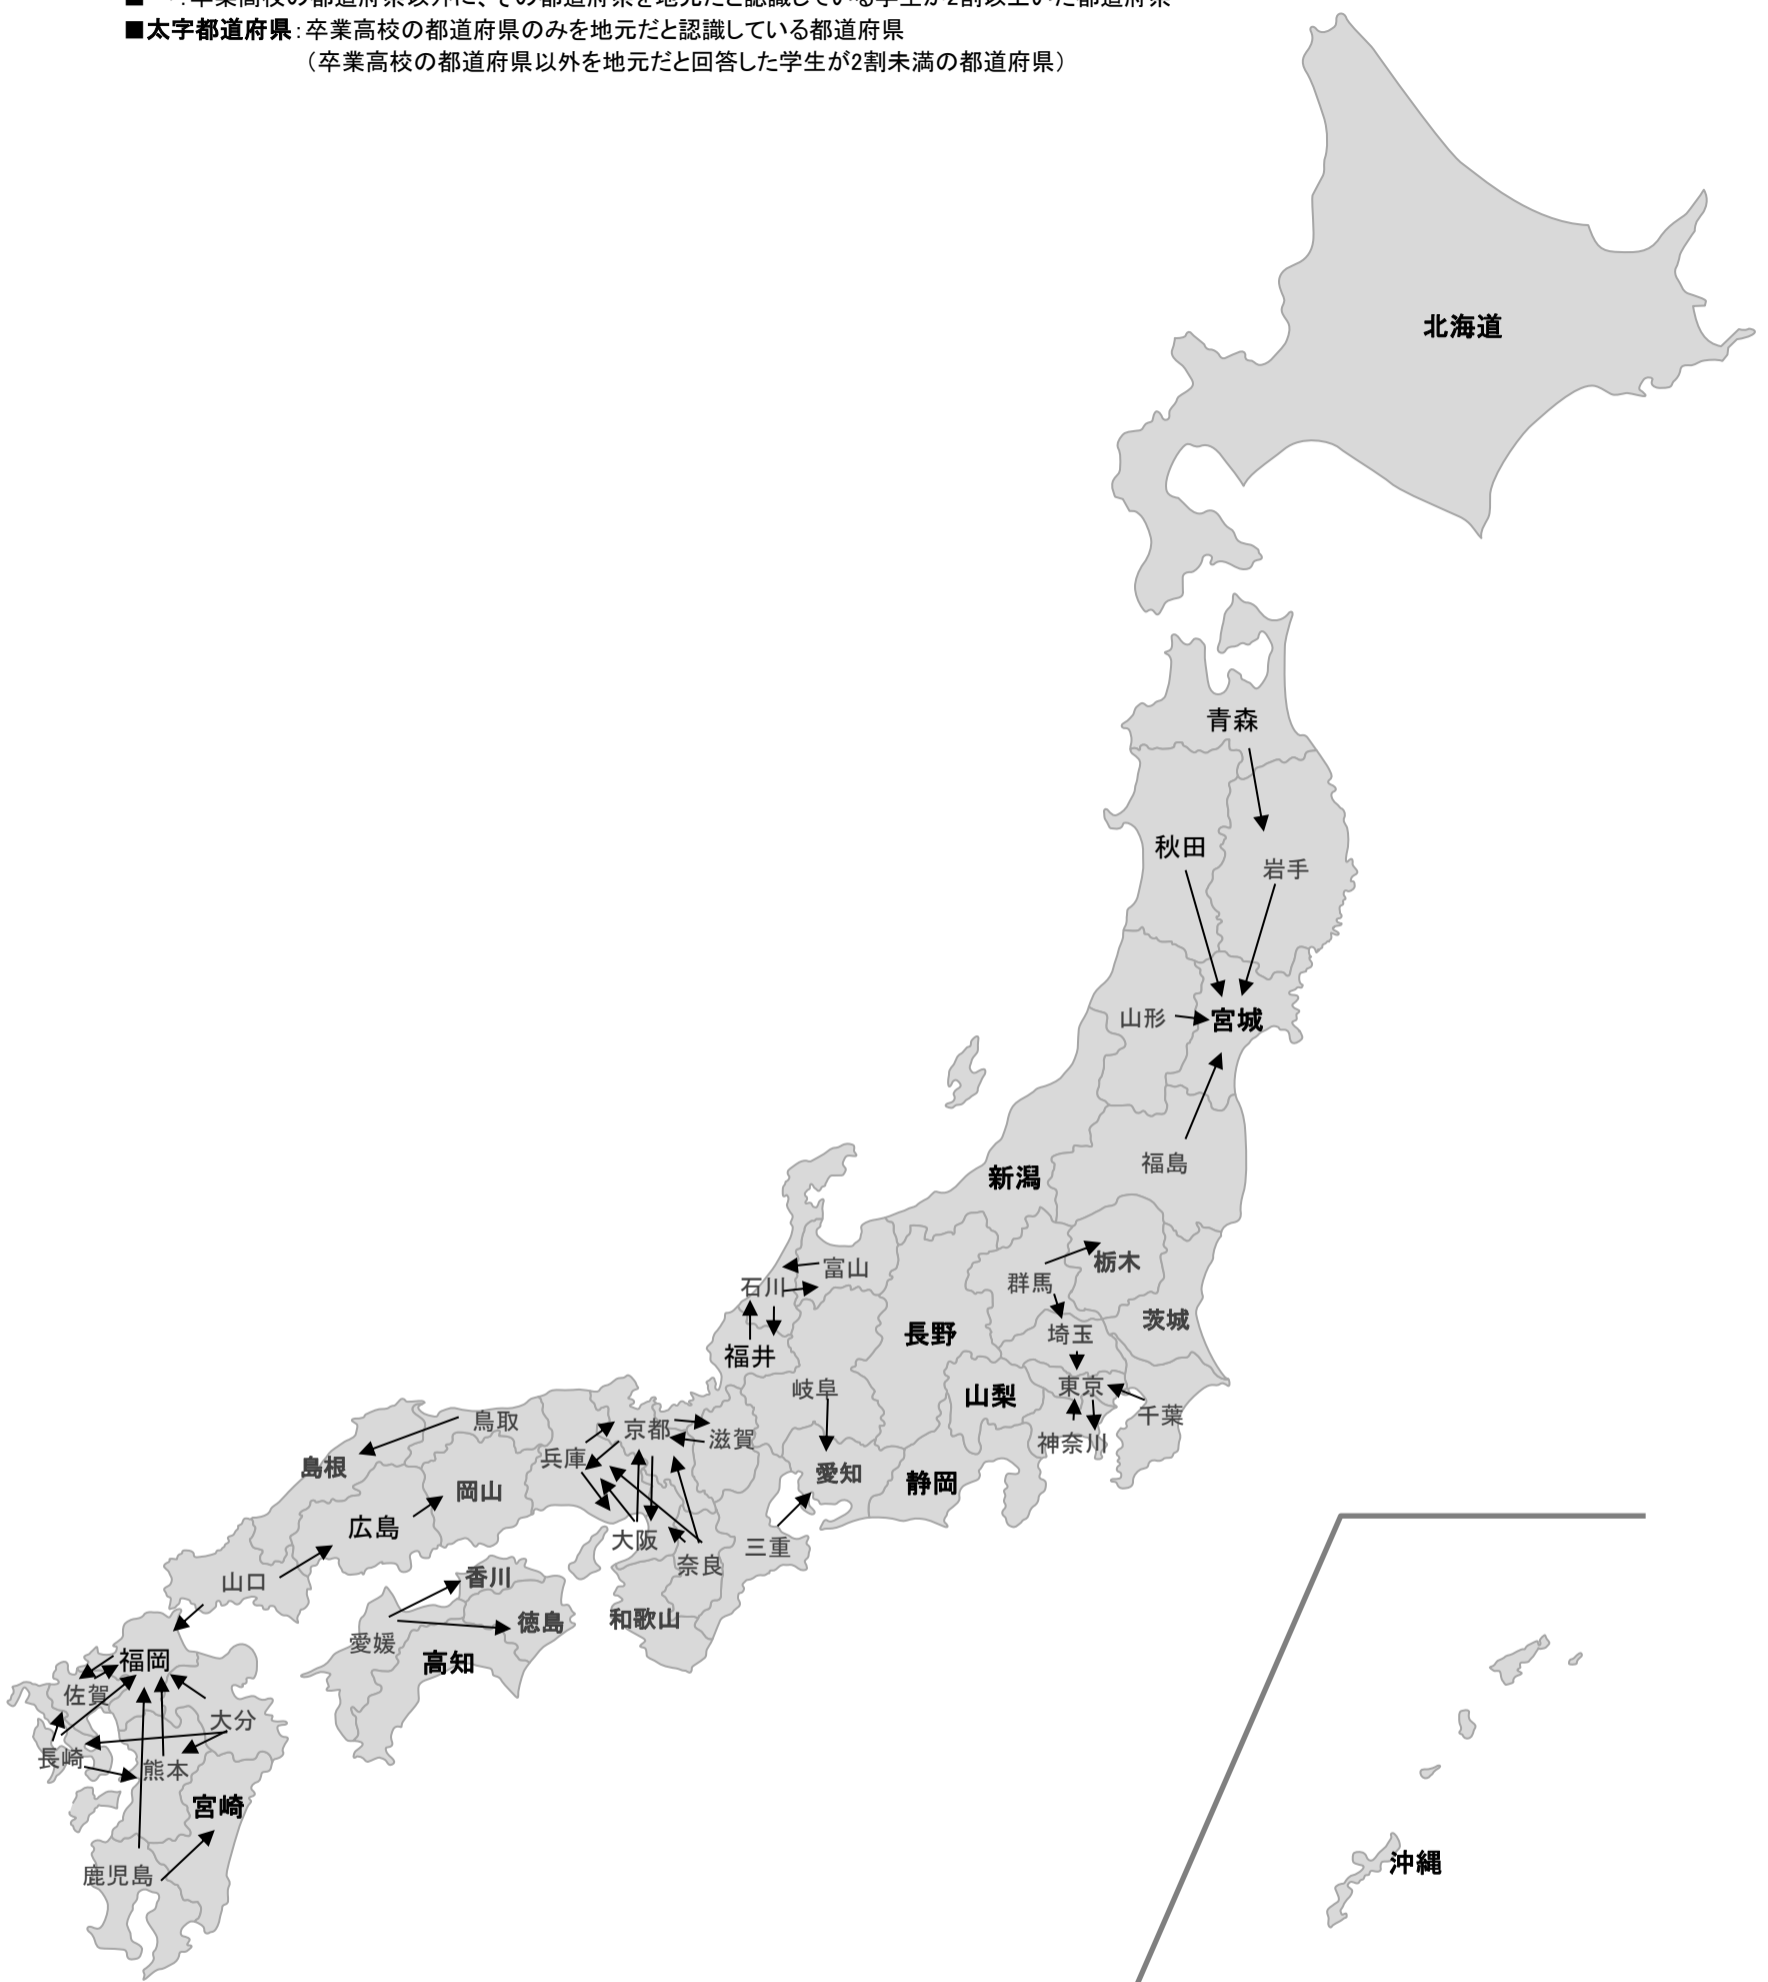 ■太字都道府県：卒業高校の都道府県のみを地元だと認識している都道府県
（卒業高校の都道府県以外を地元だと回答した学生が2割未満の都道府県）
北海道
青森
秋田
岩手
山形
宮城
福島
新潟
富山
石川
群馬
栃木
福井
長野
埼玉
茨城
岐阜
山梨
東京
千葉
鳥取
京都
滋賀
神奈川
兵庫
島根
愛知
静岡
岡山
広島
大阪
三重
奈良
山口
香川
和歌山
徳島
愛媛
高知
福岡
佐賀
大分
長崎
熊本
宮崎
鹿児島
沖縄